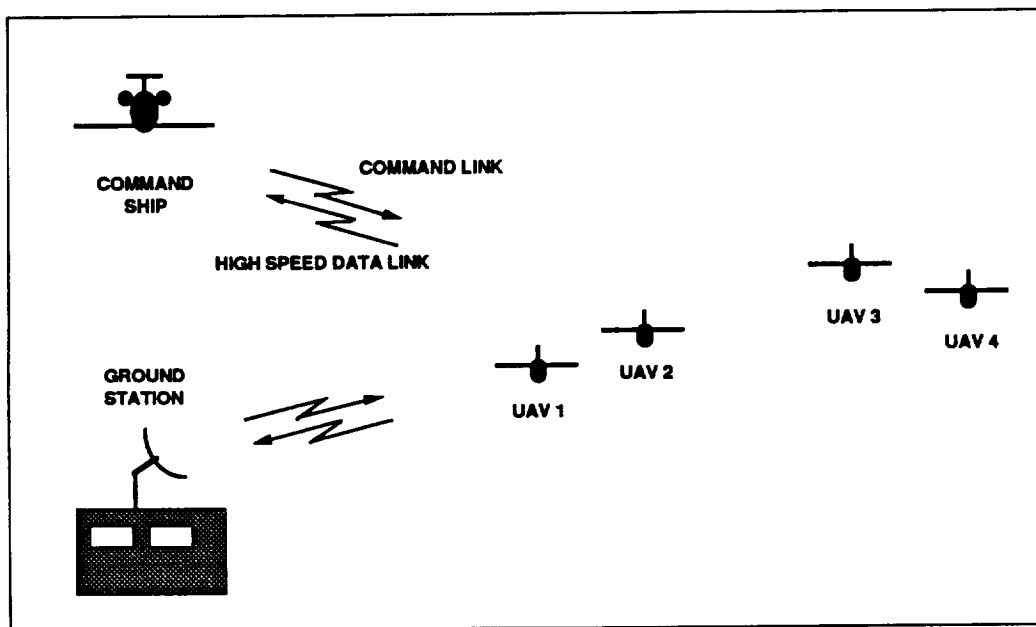 COMMAND
SHIP
COMMAND LINK
HIGH SPEED DATA LINK
UAV 3
UAV 4
UAV 2
UAV 1
GROUND
STATION